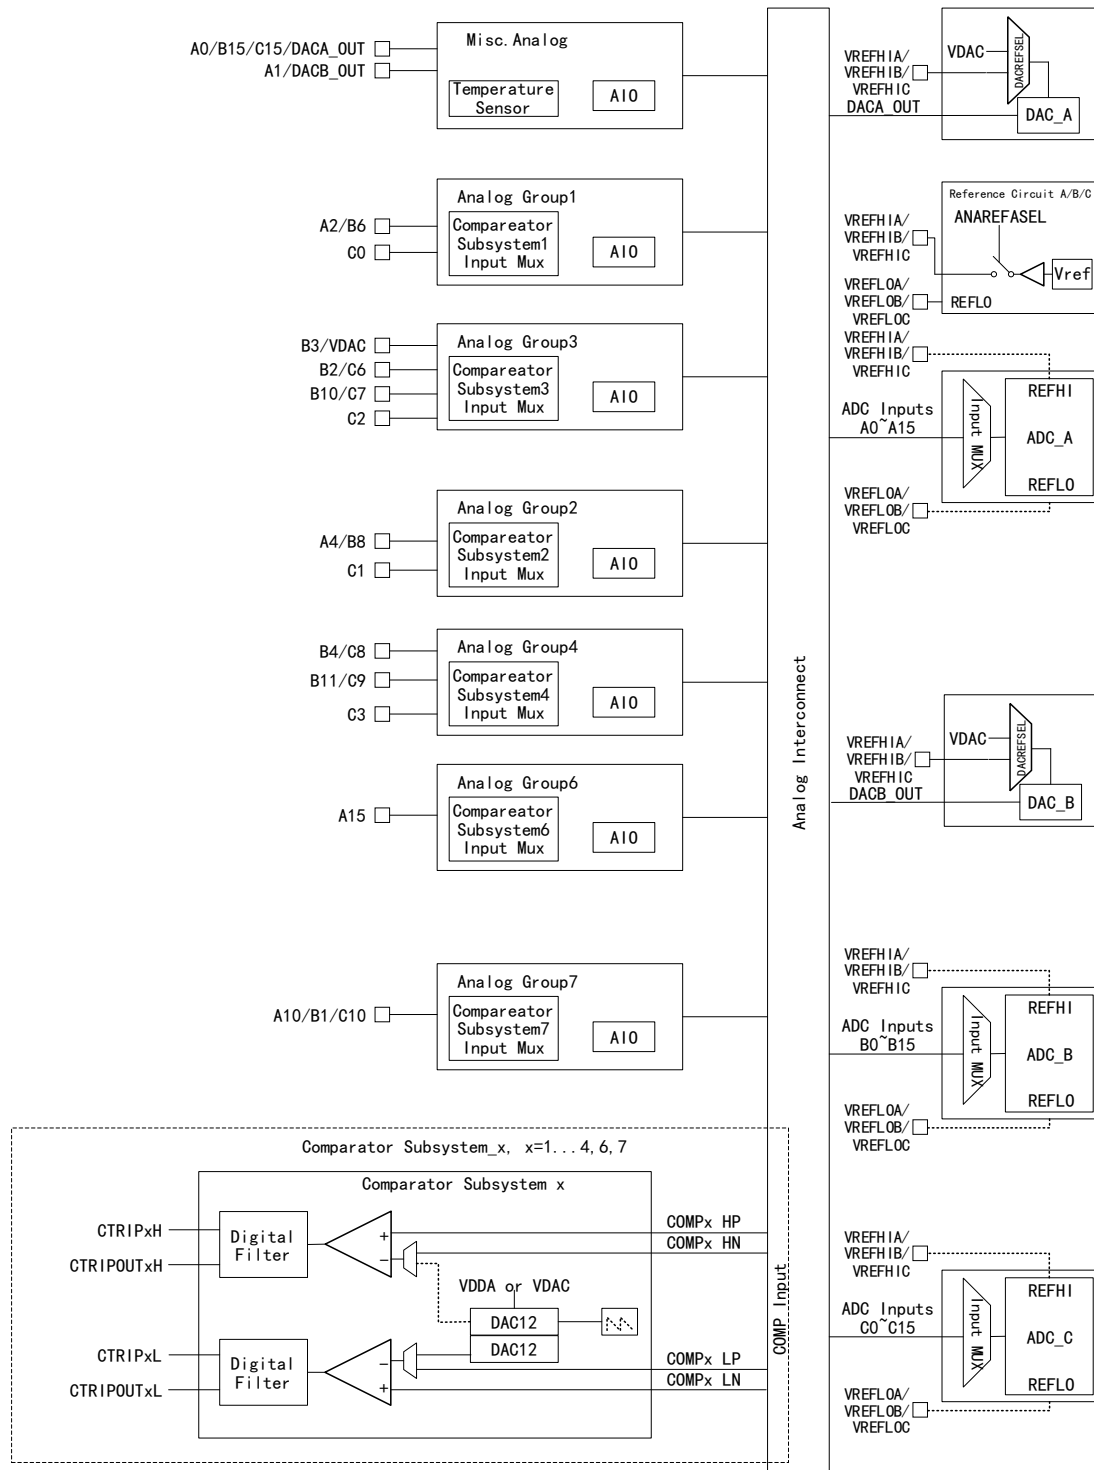 A0/B15/C15/DACA_OUT
A1/DACB_OUT
Misc.Analog
Temperature
Sensor
AIO
A2/B6
C0
Analog Group1
Compareator
Subsystem1
Input Mux
AIO
B3/VDAC
B2/C6
B10/C7
C2
Analog Group3
Compareator
Subsystem3
Input Mux
AIO
A4/B8
C1
Analog Group2
Compareator
Subsystem2
Input Mux
AIO
B4/C8
B11/C9
C3
Analog Group4
Compareator
Subsystem4
Input Mux
AIO
A15
Analog Group6
Compareator
Subsystem6
Input Mux
AIO
A10/B1/C10
Analog Group7
Compareator
Subsystem7
Input Mux
AIO
Comparator Subsystem_x, x=1...4,6,7
Comparator Subsystem x
CTRIPxH
CTRIPOUTxH
Digital
Filter
+
−
COMPx HP
COMPx HN
VDDA or VDAC
DAC12
DAC12
CTRIPxL
CTRIPOUTxL
Digital
Filter
−
+
COMPx LP
COMPx LN
COMP Input
Analog Interconnect
VREFHIA/
VREFHIB/
VREFHIC
DACA_OUT
VDAC
DACREFSEL
DAC_A
Reference Circuit A/B/C
ANAREFASEL
VREFHIA/
VREFHIB/
VREFHIC
Vref
VREFLOA/
VREFLOB/
VREFLOC
REFLO
VREFHIA/
VREFHIB/
VREFHIC
ADC Inputs
A0~A15
Input MUX
REFHI
ADC_A
REFLO
VREFLOA/
VREFLOB/
VREFLOC
VREFHIA/
VREFHIB/
VREFHIC
DACB_OUT
VDAC
DACREFSEL
DAC_B
VREFHIA/
VREFHIB/
VREFHIC
ADC Inputs
B0~B15
Input MUX
REFHI
ADC_B
REFLO
VREFLOA/
VREFLOB/
VREFLOC
VREFHIA/
VREFHIB/
VREFHIC
ADC Inputs
C0~C15
Input MUX
REFHI
ADC_C
REFLO
VREFLOA/
VREFLOB/
VREFLOC